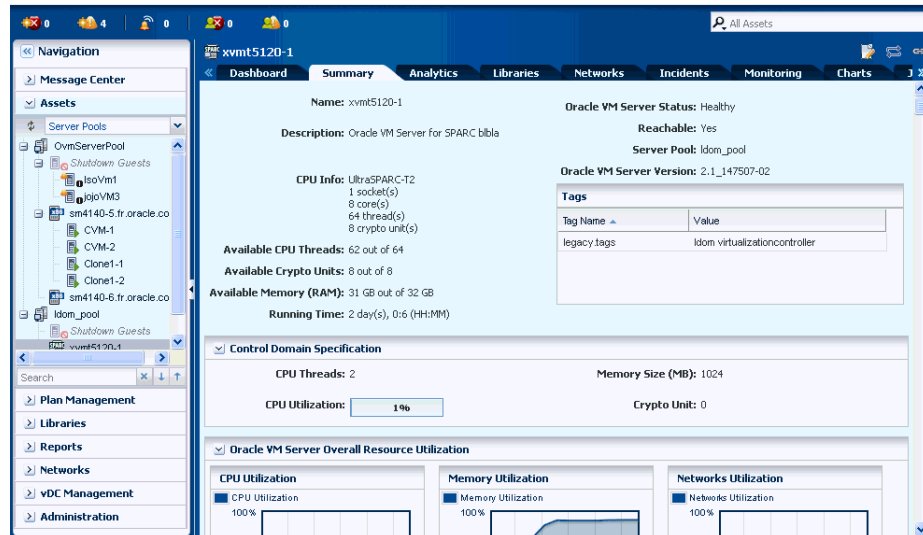 0 4 0 0 0
All Assets
Navigation
Message Center
Assets
Server Pools
OvmServerPool
Shutdown Guests
IsoVm1
jojoVM3
sm4140-5.fr.oracle.co
CVM-1
CVM-2
Clone1-1
Clone1-2
sm4140-6.fr.oracle.co
ldom_pool
Shutdown Guests
xvmt5120-1
Search
Plan Management
Libraries
Reports
Networks
vDC Management
Administration
xvmt5120-1
Dashboard Summary Analytics Libraries Networks Incidents Monitoring Charts J
Name: xvmt5120-1
Description: Oracle VM Server for SPARC blbla
CPU Info: UltraSPARC-T2
1 socket(s)
8 core(s)
64 thread(s)
8 crypto unit(s)
Available CPU Threads: 62 out of 64
Available Crypto Units: 8 out of 8
Available Memory (RAM): 31 GB out of 32 GB
Running Time: 2 day(s), 0:6 (HH:MM)
Oracle VM Server Status: Healthy
Reachable: Yes
Server Pool: ldom_pool
Oracle VM Server Version: 2.1_147507-02
Tags
Tag Name Value
legacy.tags ldom virtualizationcontroller
Control Domain Specification
CPU Threads: 2 Memory Size (MB): 1024
CPU Utilization: 1% Crypto Unit: 0
Oracle VM Server Overall Resource Utilization
CPU Utilization Memory Utilization Networks Utilization
CPU Utilization Memory Utilization Networks Utilization
100% 100% 100%